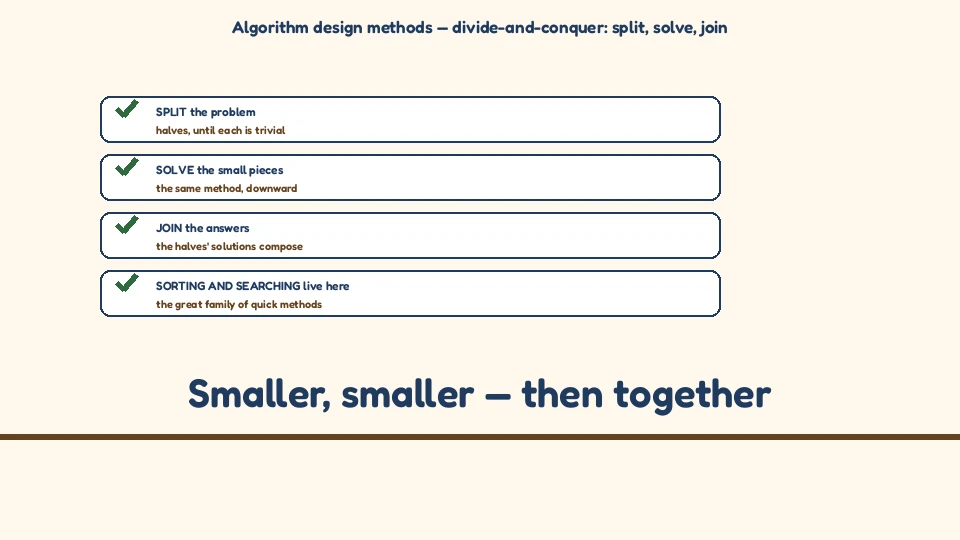 Algorithm design methods — divide-and-conquer: split, solve, join
SPLIT the problem
halves, until each is trivial
SOLVE the small pieces
the same method, downward
JOIN the answers
the halves' solutions compose
SORTING AND SEARCHING live here
the great family of quick methods
Smaller, smaller — then together